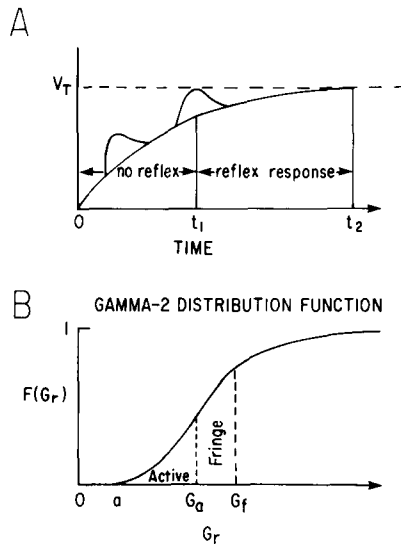 A
V_T
no reflex
reflex response
0
t_1
t_2
TIME
B
GAMMA-2 DISTRIBUTION FUNCTION
1
F(G_r)
Active
Fringe
0
a
G_a
G_f
G_r